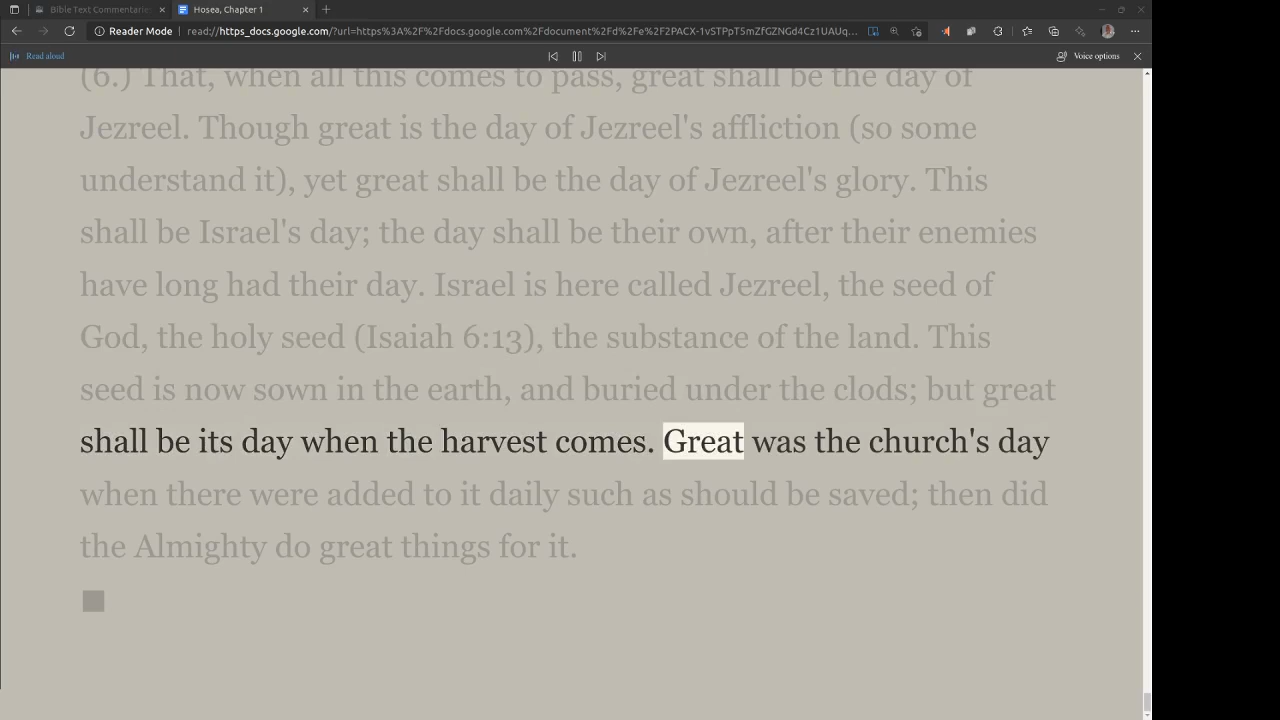 Bible Text Commentaries
Hosea, Chapter 1
Reader Mode
read://https_docs.google.com/?url=https%3A%2F%2Fdocs.google.com%2Fdocument%2Fd%2Fe%2F2PACX-1vSTPpT5mZfGZNGd4Cz1UAUq...
Read aloud
Voice options
(6.) That, when all this comes to pass, great shall be the day of
Jezreel. Though great is the day of Jezreel's affliction (so some
understand it), yet great shall be the day of Jezreel's glory. This
shall be Israel's day; the day shall be their own, after their enemies
have long had their day. Israel is here called Jezreel, the seed of
God, the holy seed (Isaiah 6:13), the substance of the land. This
seed is now sown in the earth, and buried under the clods; but great
shall be its day when the harvest comes. Great was the church's day
when there were added to it daily such as should be saved; then did
the Almighty do great things for it.